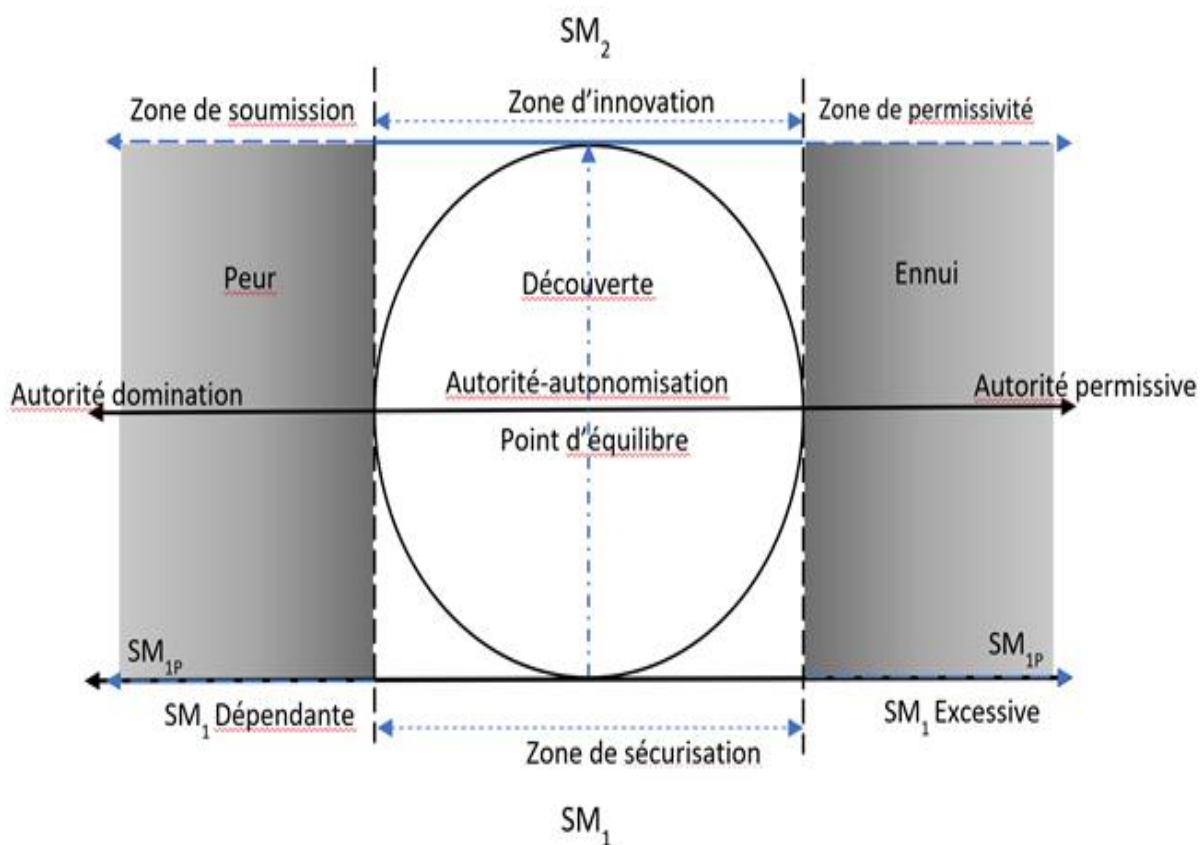 SM2
Zone de soumission
Zone d'innovation
Zone de permissivité
Peur
Découverte
Ennui
Autorité domination
Autorité-autonomisation
Autorité permissive
Point d'équilibre
SM1P
SM1P
SM1 Dépendante
SM1 Excessive
Zone de sécurisation
SM1